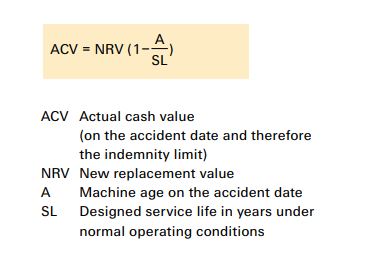 ACV = NRV (1-A/SL)
ACV Actual cash value
(on the accident date and therefore
the indemnity limit)
NRV New replacement value
A Machine age on the accident date
SL Designed service life in years under
normal operating conditions